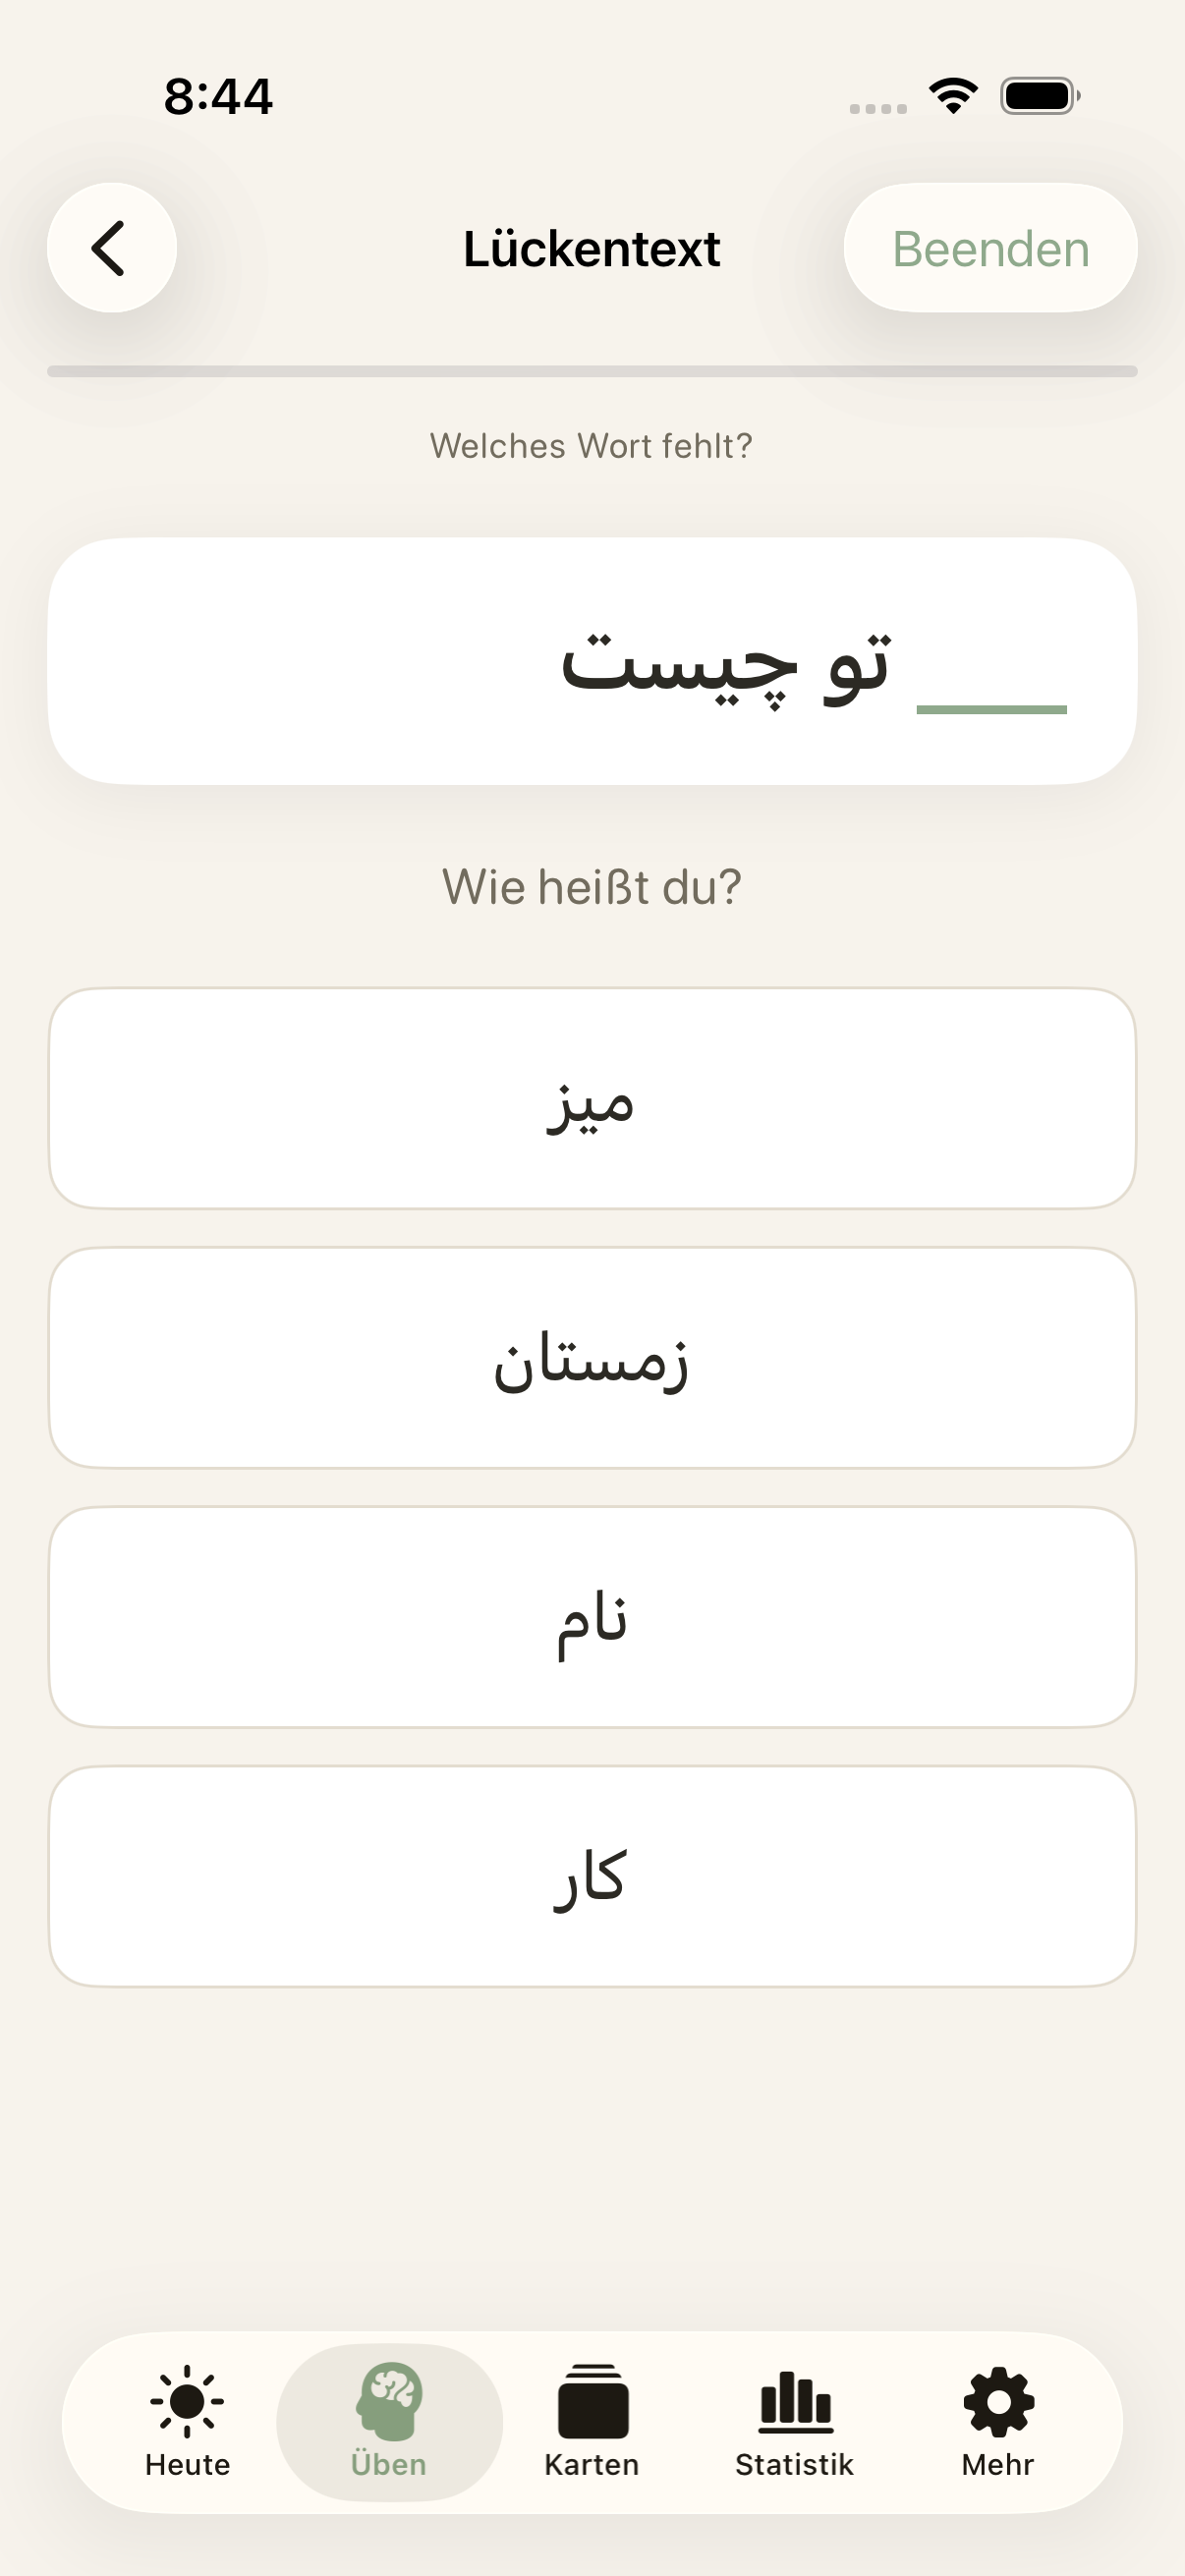 8:44
Lückentext
Beenden
Welches Wort fehlt?
____ تو چیست
Wie heißt du?
میز
زمستان
نام
کار
Heute
Üben
Karten
Statistik
Mehr